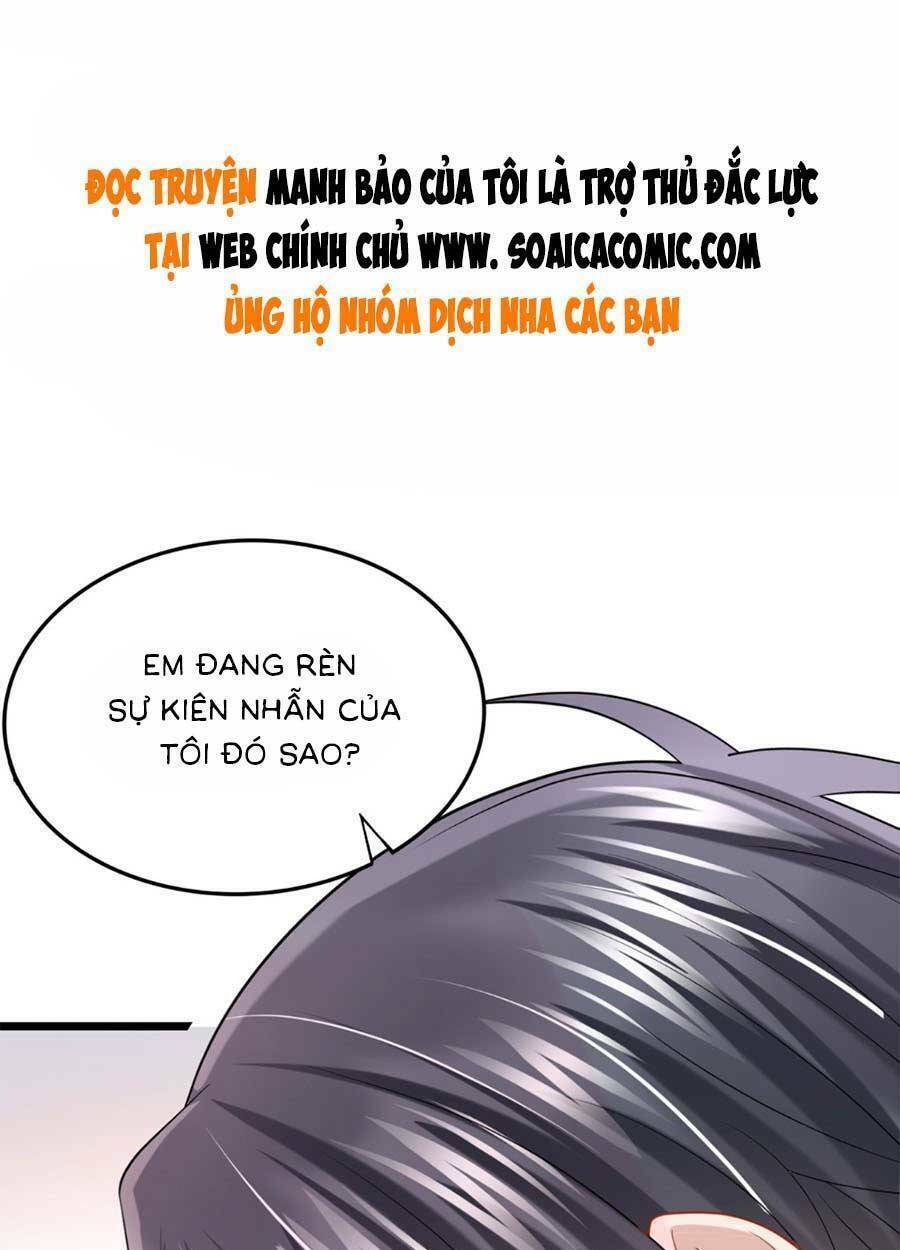 ĐỌC TRUYỆN MANH BẢO CỦA TÔI LÀ TRỢ THỦ ĐẮC LỰC
TẠI WEB CHÍNH CHỦ WWW. SOAICACOMIC.COM
ỦNG HỘ NHÓM DỊCH NHA CÁC BẠN
EM ĐANG RÈN
SỰ KIÊN NHẪN CỦA
TÔI ĐÓ SAO?